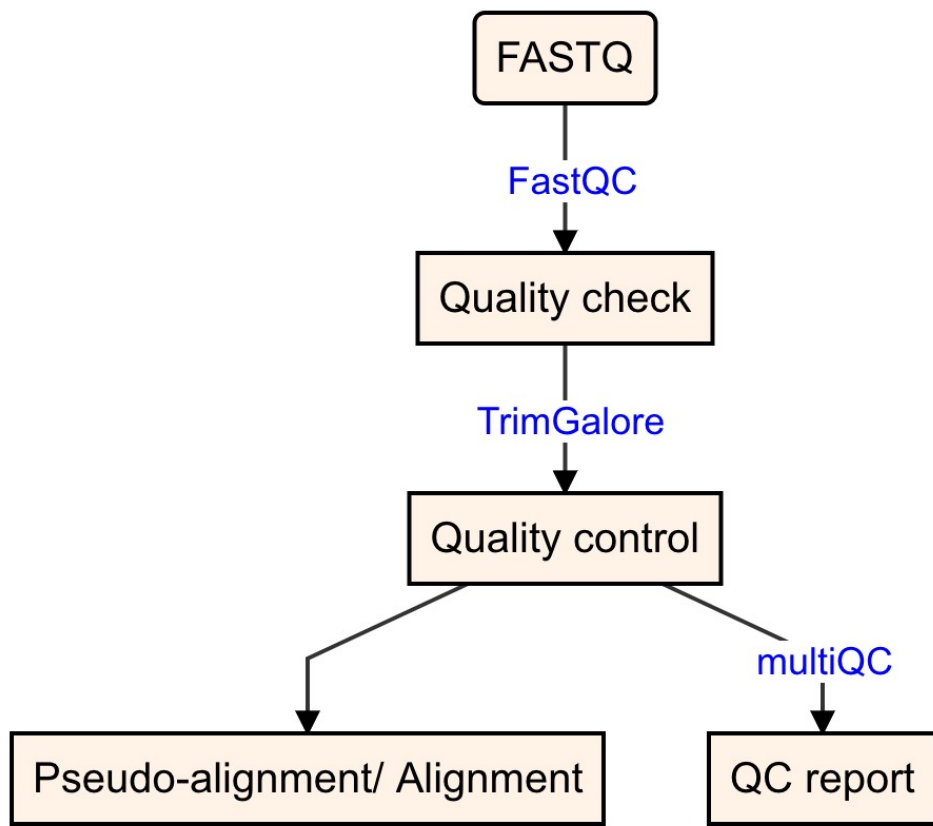 FASTQ
FastQC
Quality check
TrimGalore
Quality control
multiQC
Pseudo-alignment/ Alignment
QC report